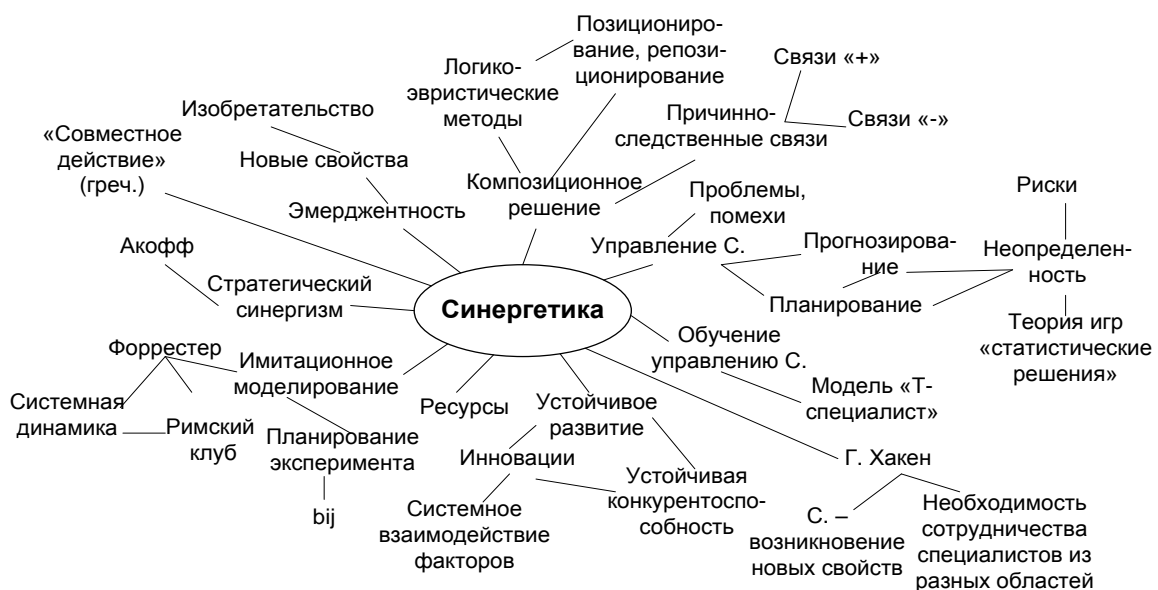 Позициониро-
вание, репози-
ционирование
Связи «+»
Логико-
эвристические
методы
Изобретательство
Причинно-
следственные связи
Связи «-»
«Совместное
действие»
(греч.)
Новые свойства
Композиционное
решение
Проблемы,
помехи
Риски
Эмерджентность
Управление С.
Прогнозирова-
ние
Неопределен-
ность
Акофф
Стратегический
синергизм
Синергетика
Планирование
Теория игр
«статистические
решения»
Обучение
управлению С.
Форрестер
Имитационное
моделирование
Модель «Т-
специалист»
Ресурсы
Устойчивое
развитие
Системная
динамика
Римский
клуб
Планирование
эксперимента
Инновации
Г. Хакен
Устойчивая
конкурентоспо-
собность
bij
Системное
взаимодействие
факторов
С. –
возникновение
новых свойств
Необходимость
сотрудничества
специалистов из
разных областей